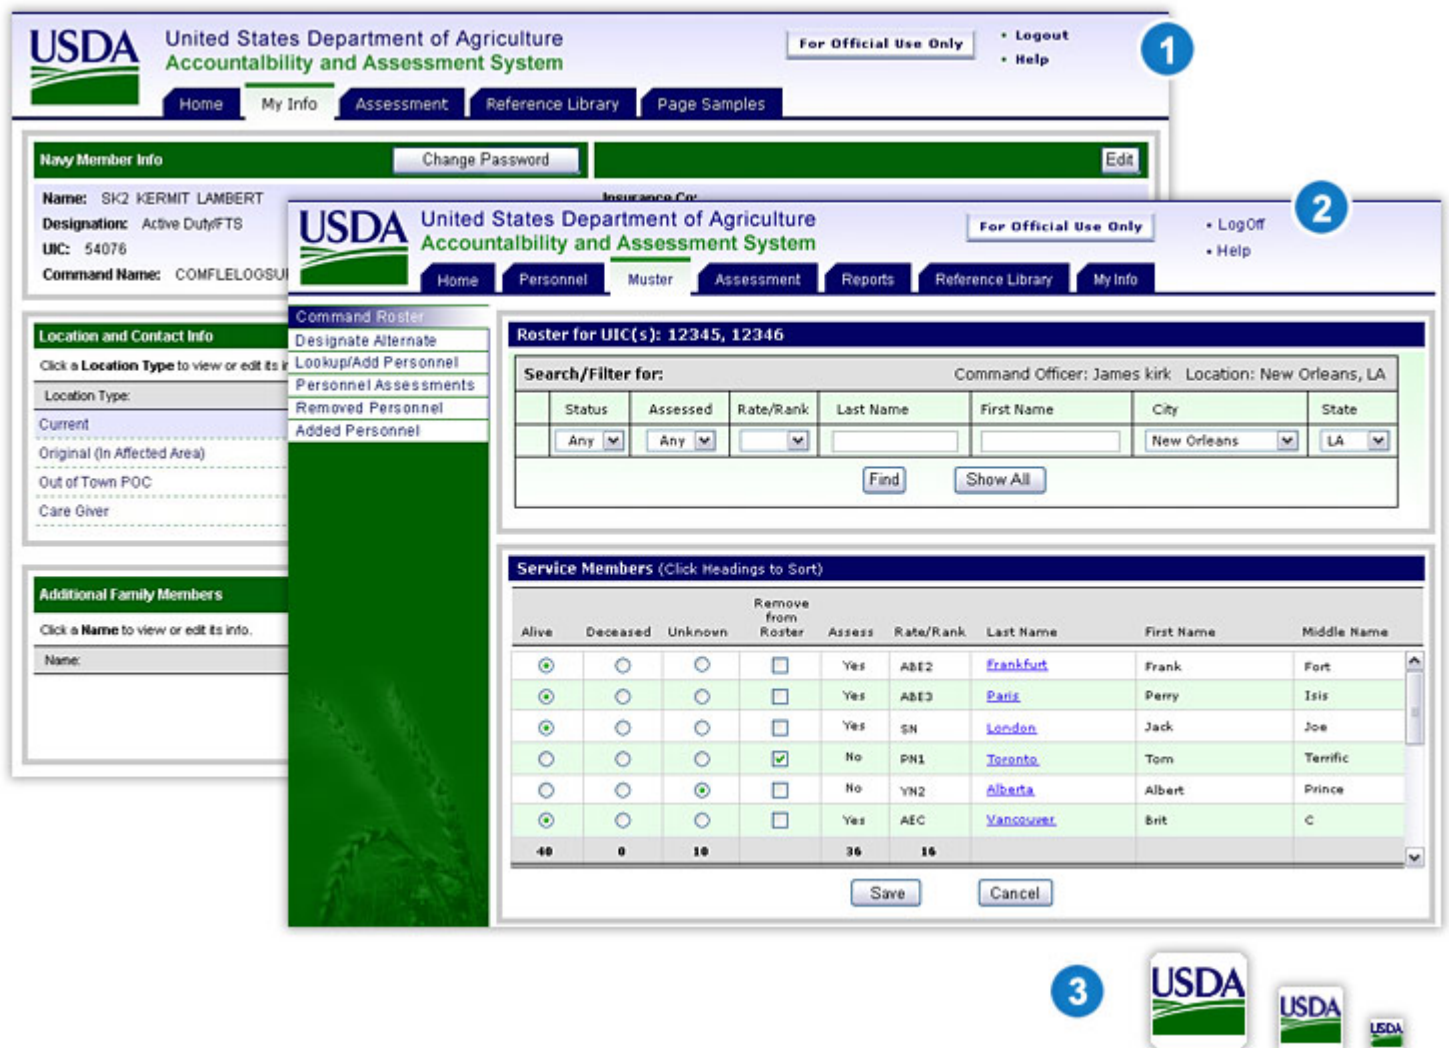 USDA
United States Department of Agriculture
Accountalbility and Assessment System
For Official Use Only
• Logout
• Help
1
Home My Info Assessment Reference Library Page Samples
Navy Member Info
Change Password
Edit
Name: SK2 KERMIT LAMBERT
Insurance Co:
Designation: Active Duty/FTS
UIC: 54076
Command Name: COMFLELOGSU
Location and Contact Info
Click a Location Type to view or edit its i
Location Type:
Current
Original (In Affected Area)
Out of Town POC
Care Giver
Additional Family Members
Click a Name to view or edit its info.
Name:
2
USDA
United States Department of Agriculture
Accountalbility and Assessment System
For Official Use Only
• LogOff
• Help
Home Personnel Muster Assessment Reports Reference Library My Info
Command Roster
Designate Alternate
Lookup/Add Personnel
Personnel Assessments
Removed Personnel
Added Personnel
Roster for UIC(s): 12345, 12346
Search/Filter for: Command Officer: James kirk Location: New Orleans, LA
Status Assessed Rate/Rank Last Name First Name City State
Any Any New Orleans LA
Find Show All
Service Members (Click Headings to Sort)
Alive Deceased Unknown Remove from Roster Assess Rate/Rank Last Name First Name Middle Name
Yes ABE2 Frankfurt Frank Fort
Yes ABE3 Paris Perry Isis
Yes SN London Jack Joe
No PN1 Toronto Tom Terrific
No YN2 Alberta Albert Prince
Yes AEC Vancouver Brit C
40 0 10 36 16
Save Cancel
3
USDA
USDA
USDA